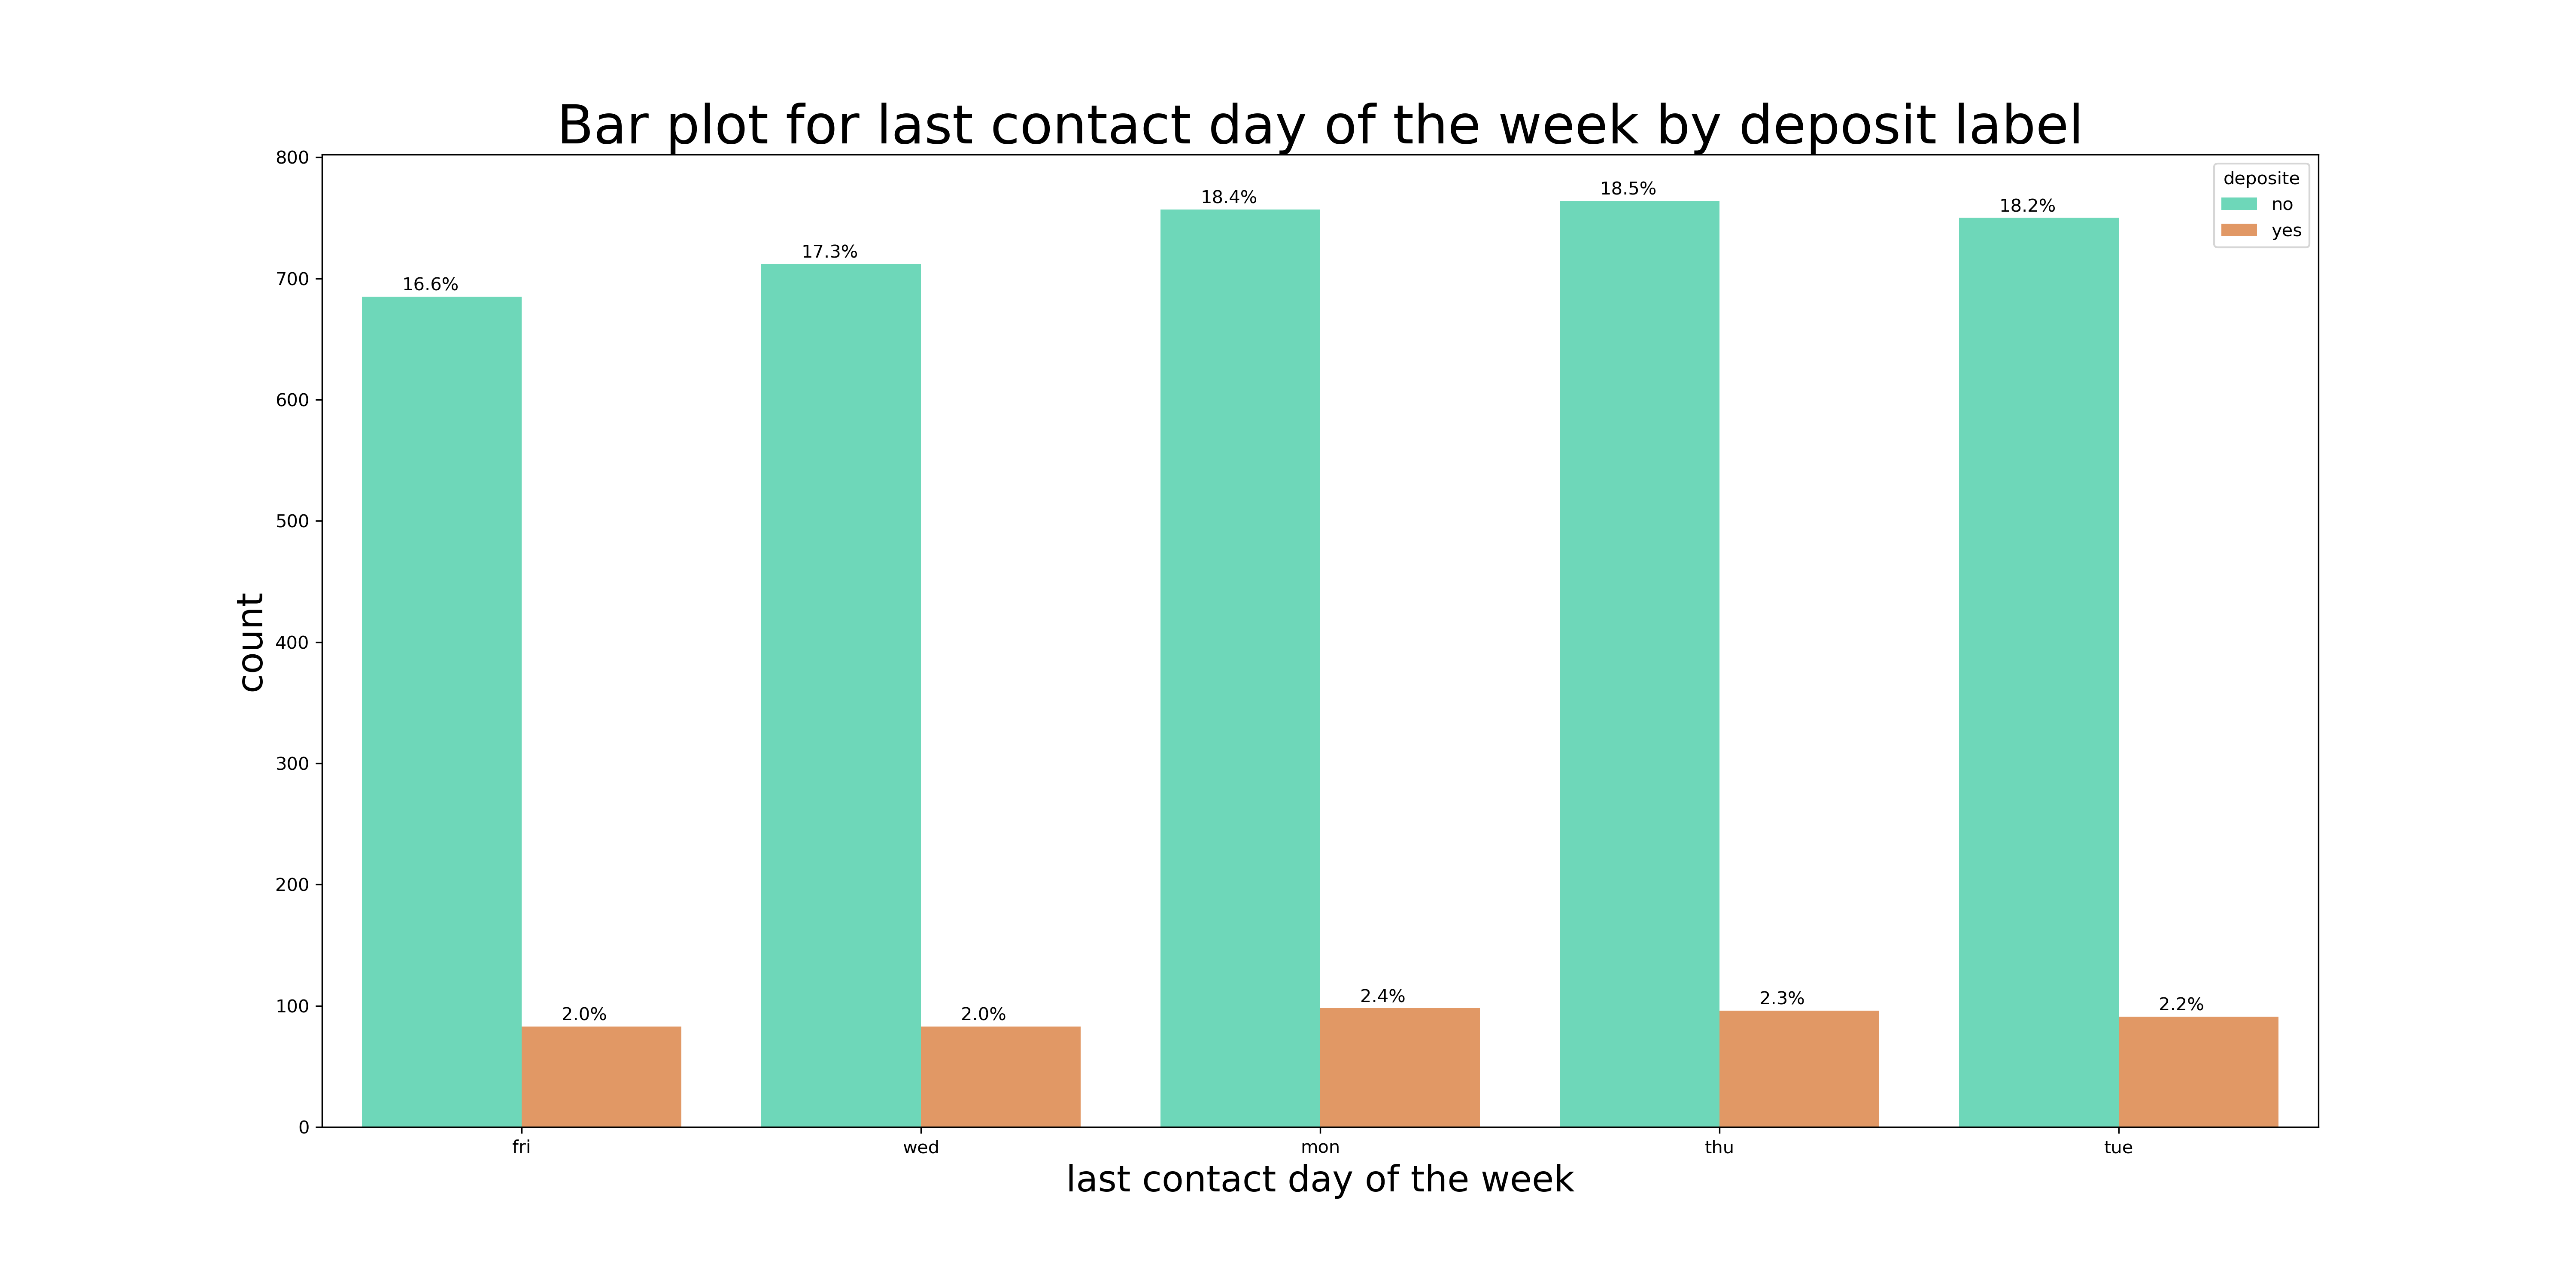 Bar plot for last contact day of the week by deposit label
800
700
600
500
400
300
200
100
0
count
16.6%
2.0%
17.3%
2.0%
18.4%
2.4%
18.5%
2.3%
18.2%
2.2%
deposite
no
yes
fri wed mon thu tue
last contact day of the week